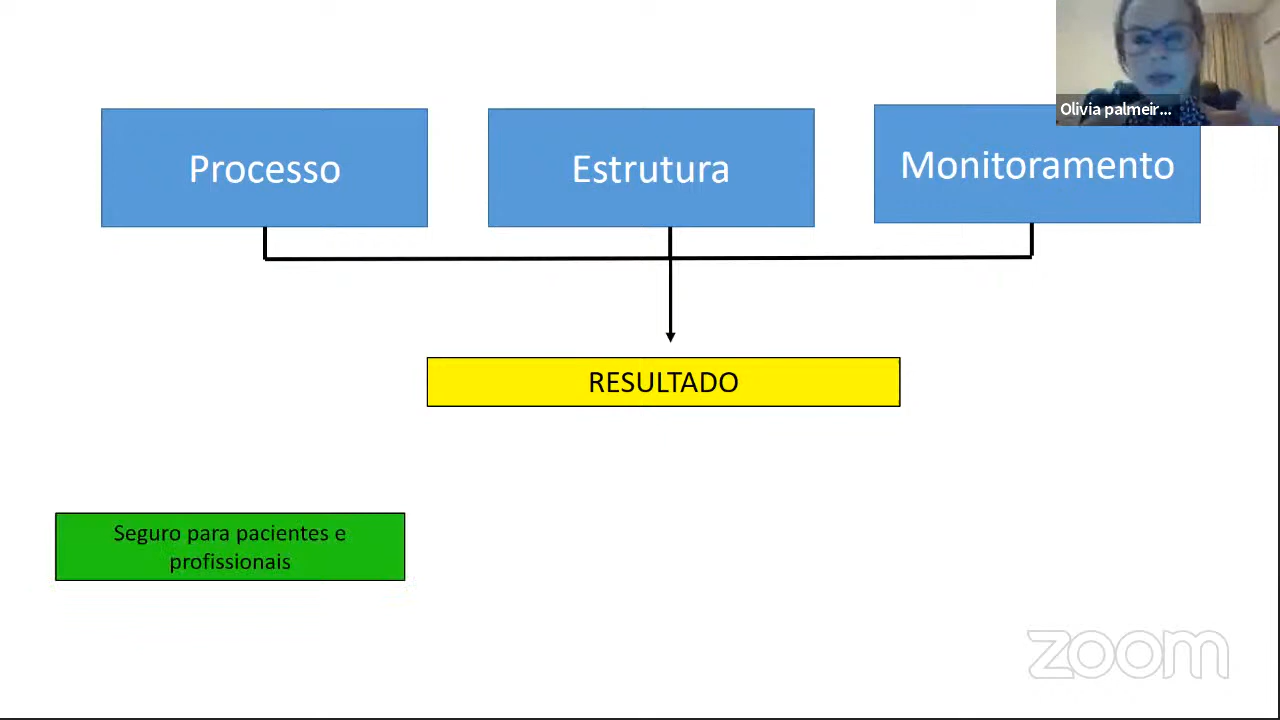 Olivia palmeir...
Processo
Estrutura
Monitoramento
RESULTADO
Seguro para pacientes e
profissionais
zoom